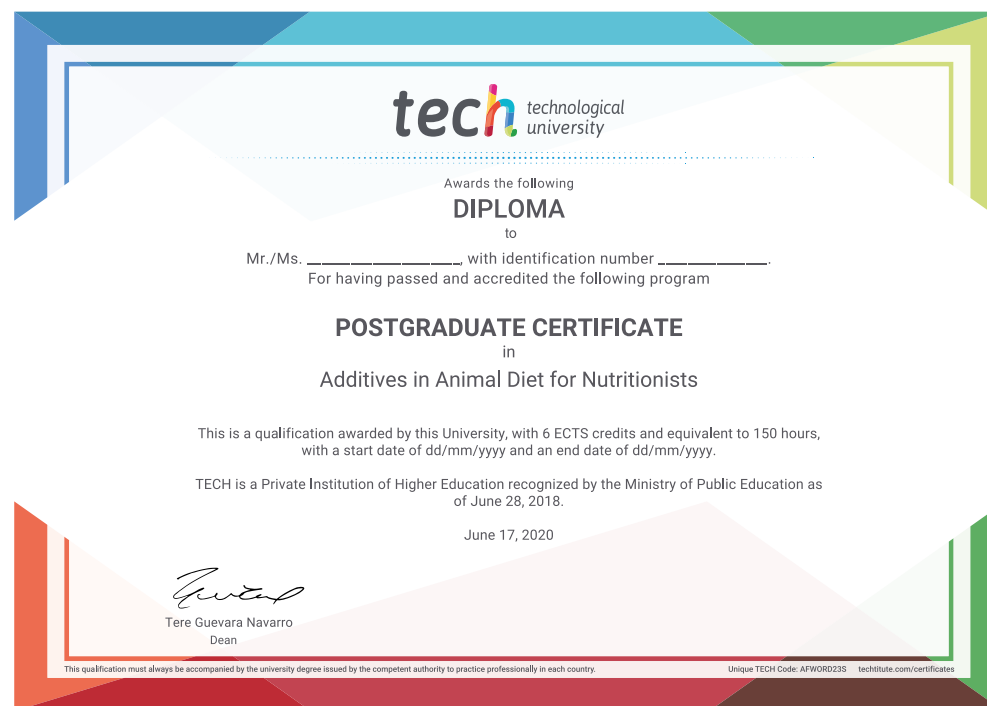 tech technological
university
Awards the following
DIPLOMA
to
Mr./Ms. ____________________, with identification number ______________.
For having passed and accredited the following program
POSTGRADUATE CERTIFICATE
in
Additives in Animal Diet for Nutritionists
This is a qualification awarded by this University, with 6 ECTS credits and equivalent to 150 hours,
with a start date of dd/mm/yyyy and an end date of dd/mm/yyyy.
TECH is a Private Institution of Higher Education recognized by the Ministry of Public Education as
of June 28, 2018.
June 17, 2020
Tere Guevara Navarro
Dean
This qualification must always be accompanied by the university degree issued by the competent authority to practice professionally in each country.
Unique TECH Code: AFWORD23S techtitute.com/certificates